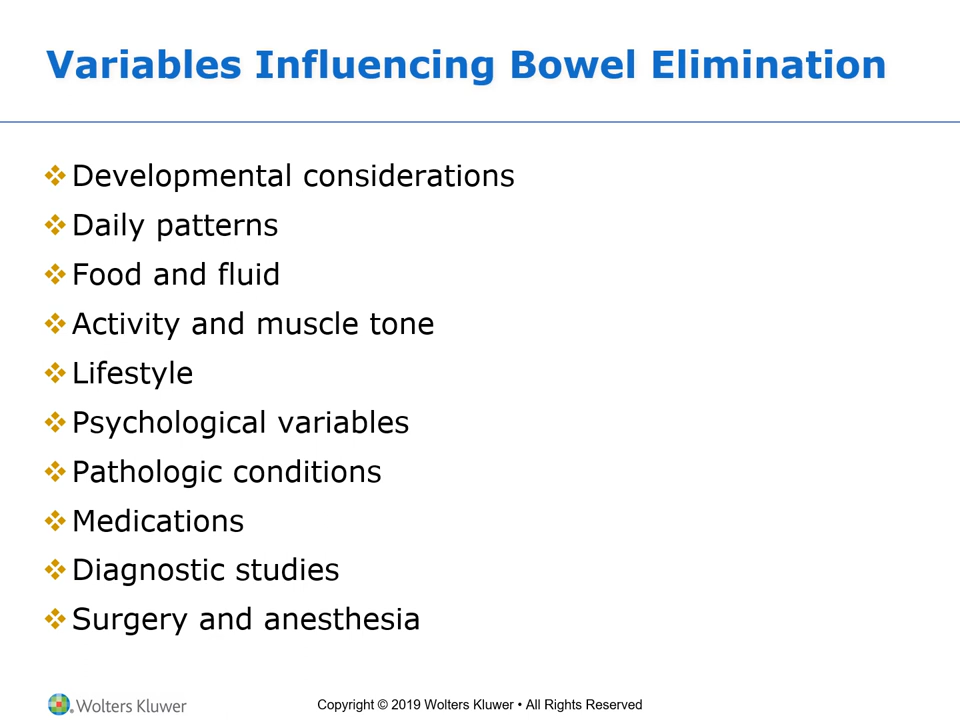 Variables Influencing Bowel Elimination
❖Developmental considerations
❖Daily patterns
❖Food and fluid
❖Activity and muscle tone
❖Lifestyle
❖Psychological variables
❖Pathologic conditions
❖Medications
❖Diagnostic studies
❖Surgery and anesthesia
Wolters Kluwer
Copyright © 2019 Wolters Kluwer • All Rights Reserved